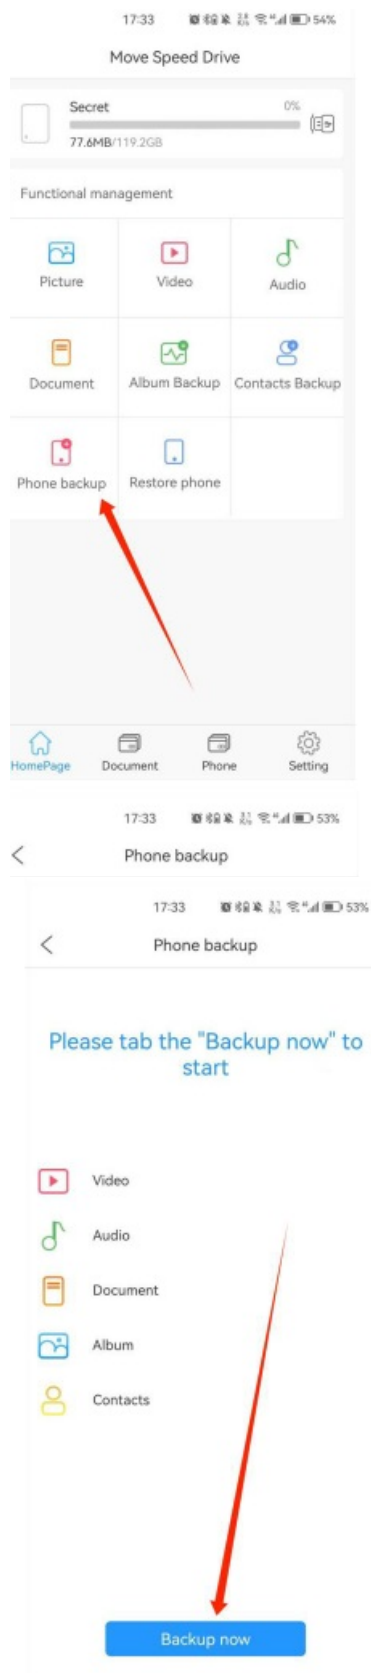 17:33 54%
Move Speed Drive
Secret 0%
77.6MB/119.2GB
Functional management
Picture Video Audio
Document Album Backup Contacts Backup
Phone backup Restore phone
HomePage Document Phone Setting
17:33 53%
Phone backup
17:33 53%
Phone backup
Please tab the "Backup now" to
start
Video
Audio
Document
Album
Contacts
Backup now